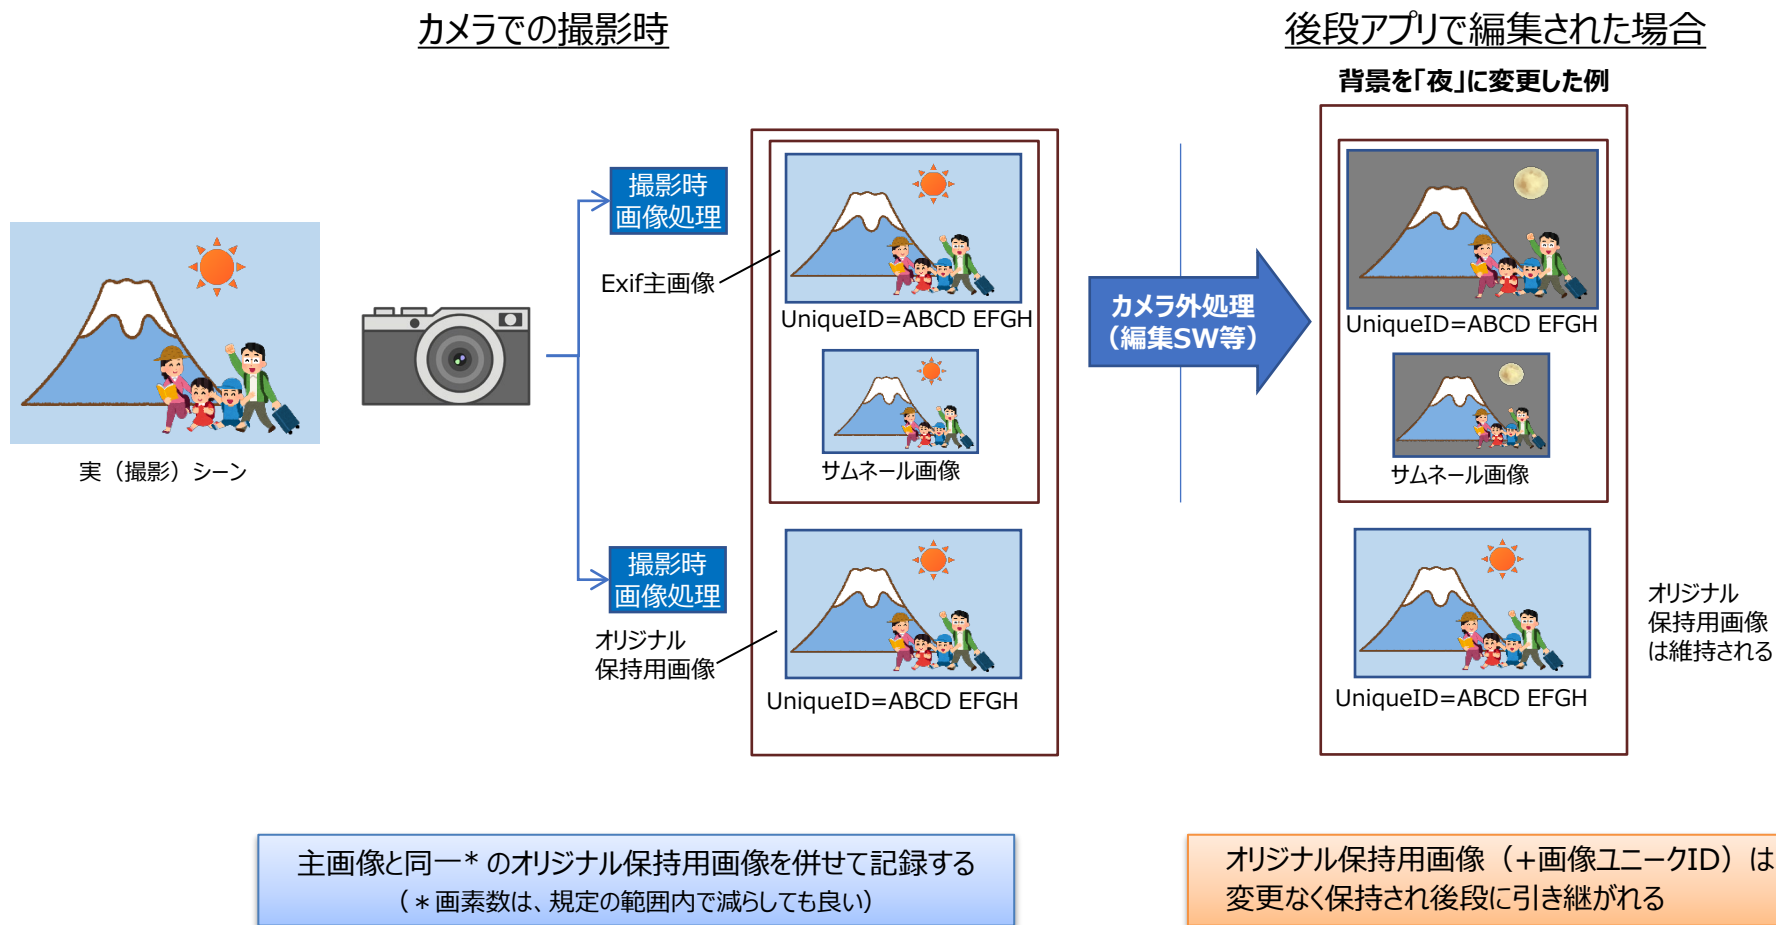 カメラでの撮影時
後段アプリで編集された場合
背景を「夜」に変更した例
撮影時
画像処理
Exif主画像
UniqueID=ABCD EFGH
サムネール画像
実（撮影）シーン
撮影時
画像処理
オリジナル
保持用画像
UniqueID=ABCD EFGH
カメラ外処理
（編集SW等）
UniqueID=ABCD EFGH
サムネール画像
UniqueID=ABCD EFGH
オリジナル
保持用画像
は維持される
主画像と同一* のオリジナル保持用画像を併せて記録する
（＊画素数は、規定の範囲内で減らしても良い）
オリジナル保持用画像（+画像ユニークID）は
変更なく保持され後段に引き継がれる